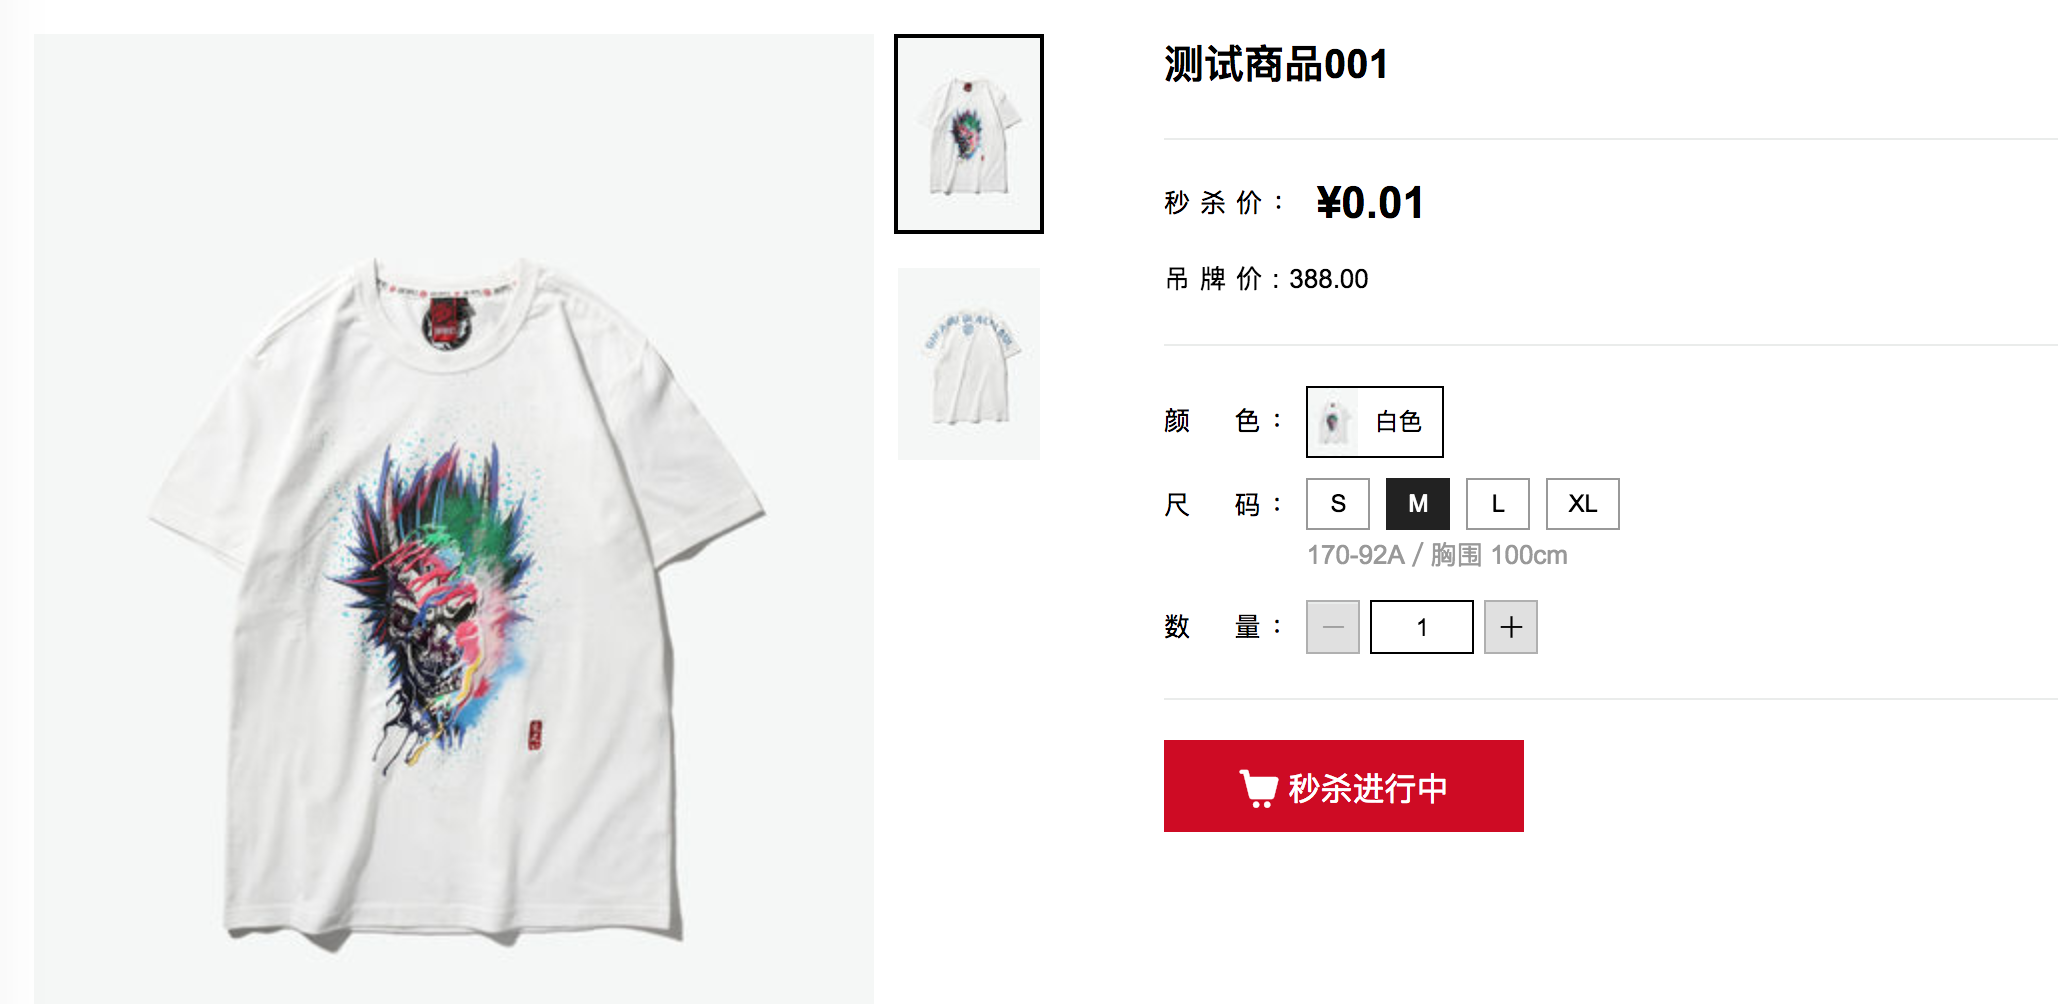 测试商品001
秒杀价： ¥0.01
吊牌价：388.00
颜色： 白色
尺码： S M L XL
170-92A / 胸围 100cm
数量： － 1 ＋
秒杀进行中